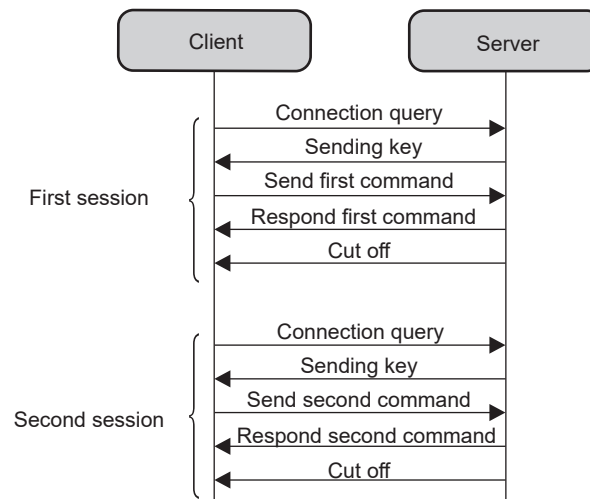 Client
Server
Connection query
Sending key
Send first command
First session
Respond first command
Cut off
Connection query
Sending key
Send second command
Second session
Respond second command
Cut off